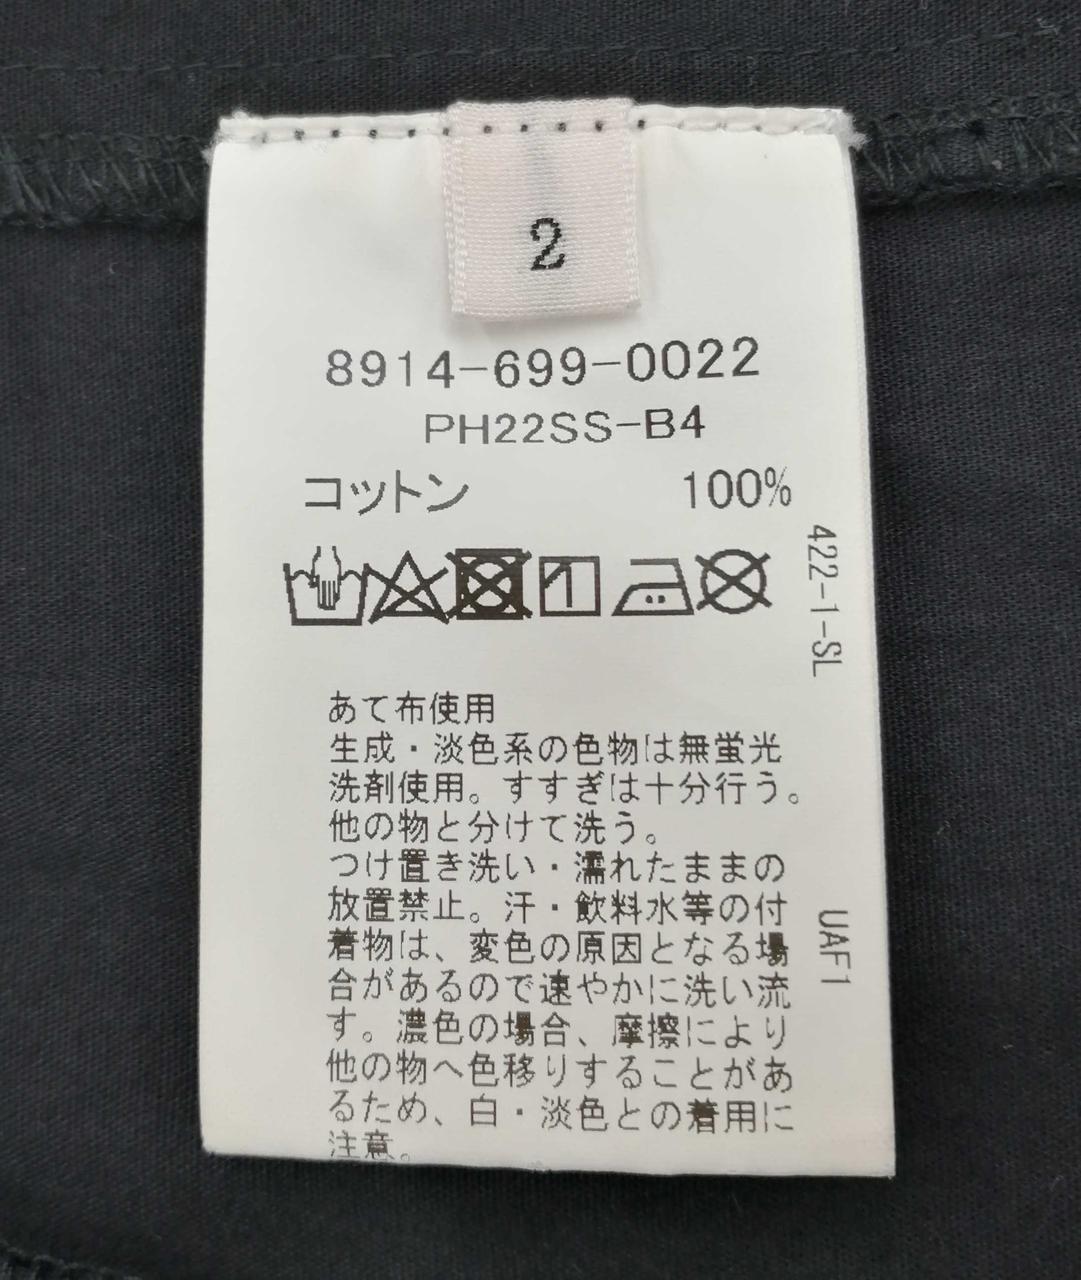 2
8914-699-0022
PH22SS-B4
コットン 100%
422-1-SL
あて布使用
生成・淡色系の色物は無蛍光
洗剤使用。すすぎは十分行う。
他の物と分けて洗う。
つけ置き洗い・濡れたままの
放置禁止。汗・飲料水等の付
着物は、変色の原因となる場
合があるので速やかに洗い流
す。濃色の場合、摩擦により
他の物へ色移りすることがあ
るため、白・淡色との着用に
注意。
UAF1